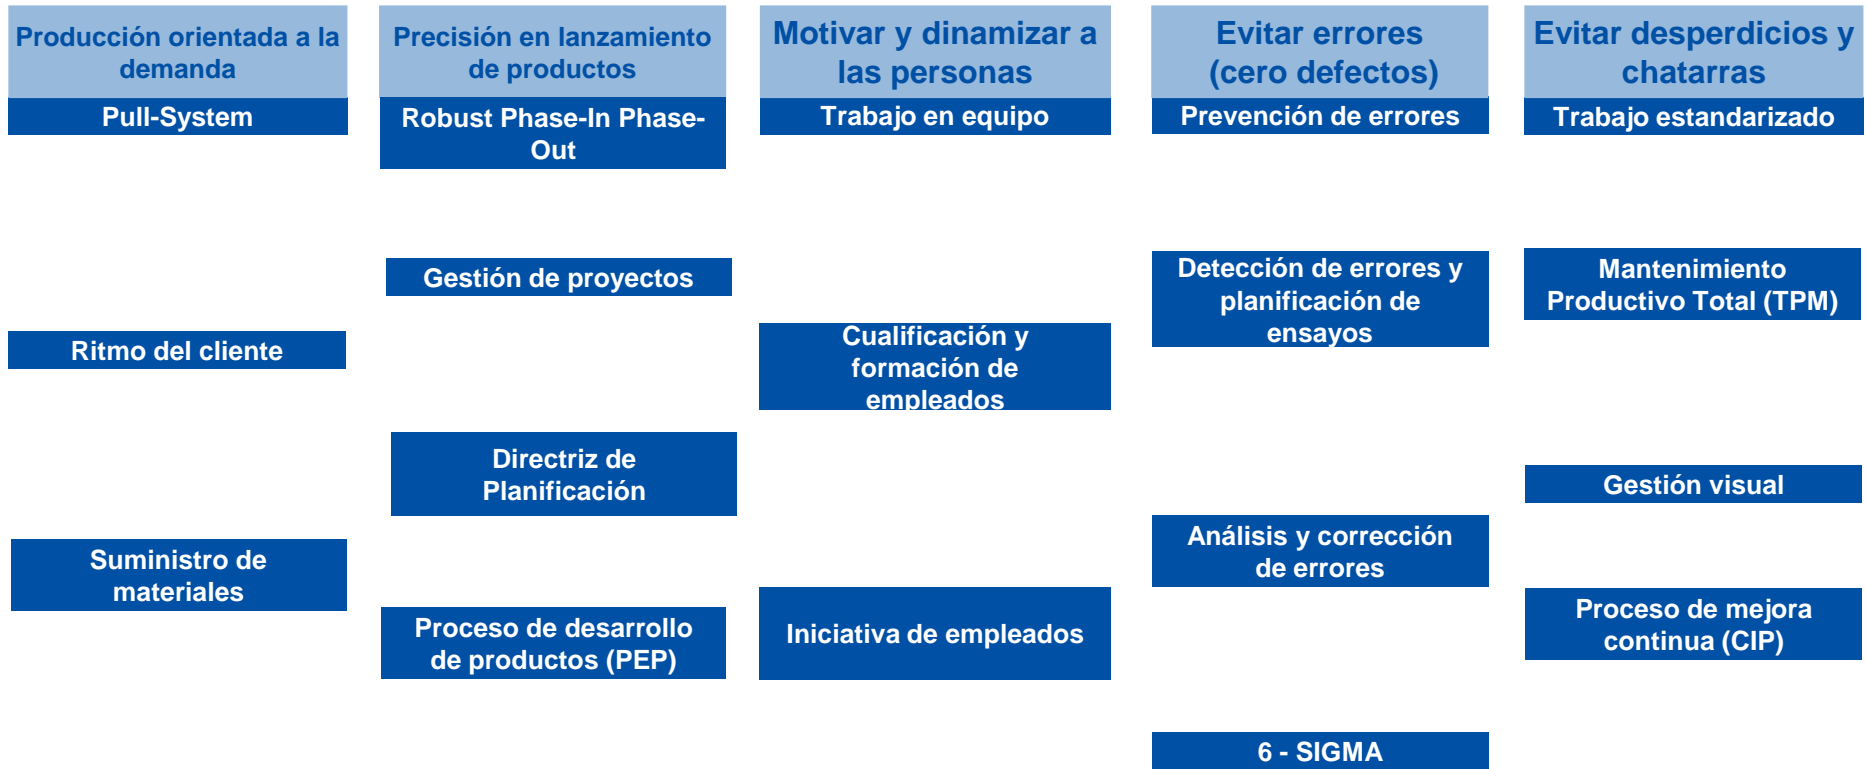 Producción orientada a la
demanda
Pull-System
Ritmo del cliente
Suministro de
materiales
Precisión en lanzamiento
de productos
Robust Phase-In Phase-
Out
Gestión de proyectos
Directriz de
Planificación
Proceso de desarrollo
de productos (PEP)
Motivar y dinamizar a
las personas
Trabajo en equipo
Cualificación y
formación de
empleados
Iniciativa de empleados
Evitar errores
(cero defectos)
Prevención de errores
Detección de errores y
planificación de
ensayos
Análisis y corrección
de errores
6 - SIGMA
Evitar desperdicios y
chatarras
Trabajo estandarizado
Mantenimiento
Productivo Total (TPM)
Gestión visual
Proceso de mejora
continua (CIP)